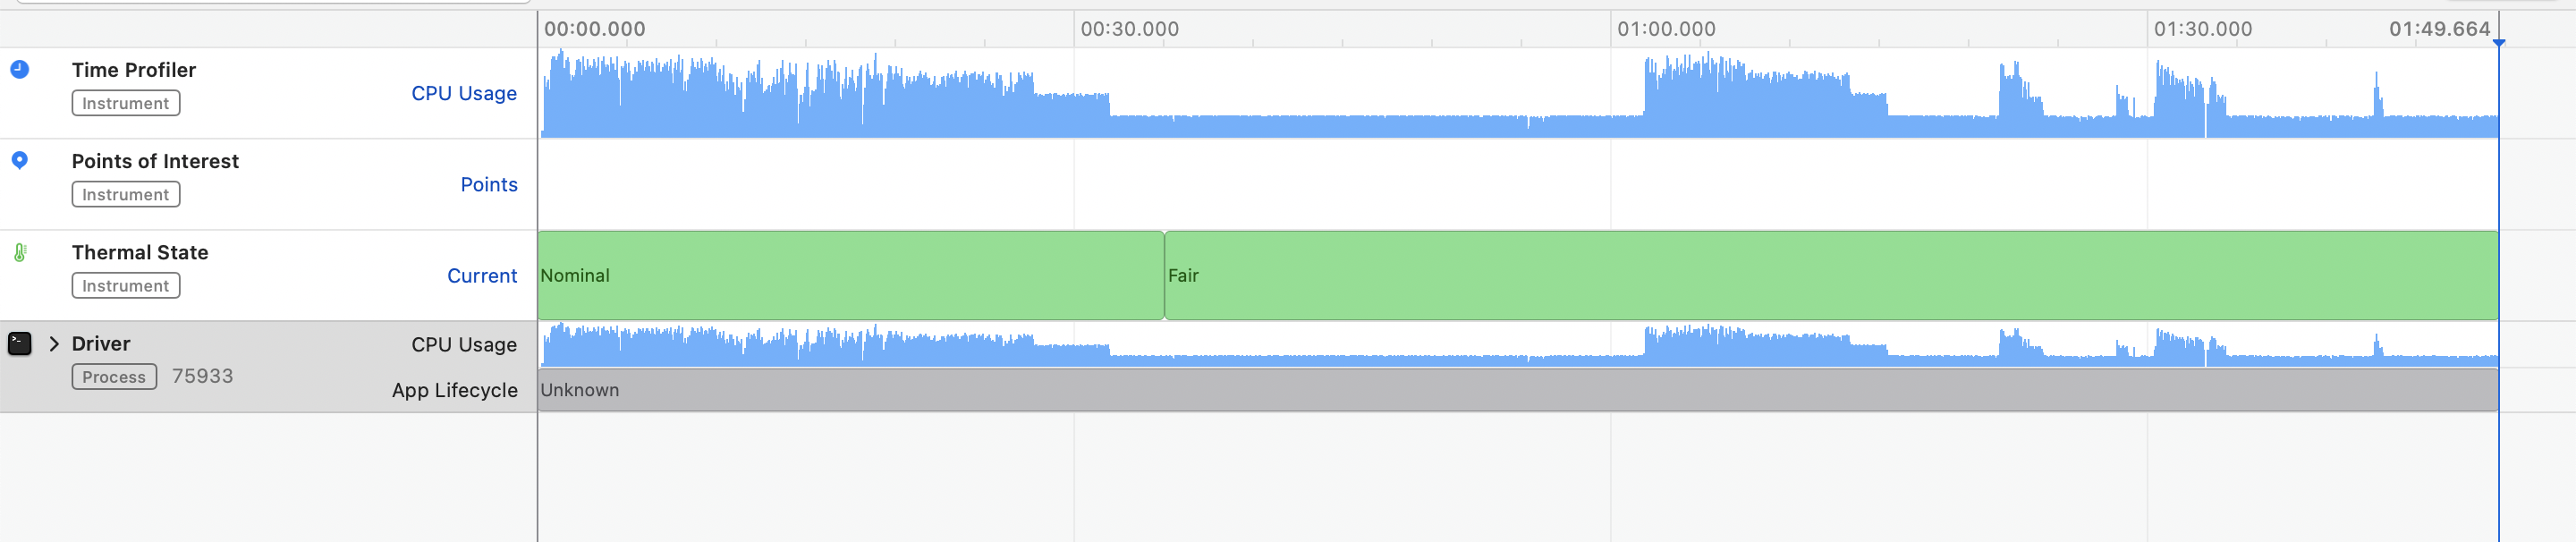 00:00.000 00:30.000 01:00.000 01:30.000 01:49.664
Time Profiler
Instrument
CPU Usage
Points of Interest
Instrument
Points
Thermal State
Instrument
Current
Nominal
Fair
Driver
Process 75933
CPU Usage
App Lifecycle
Unknown